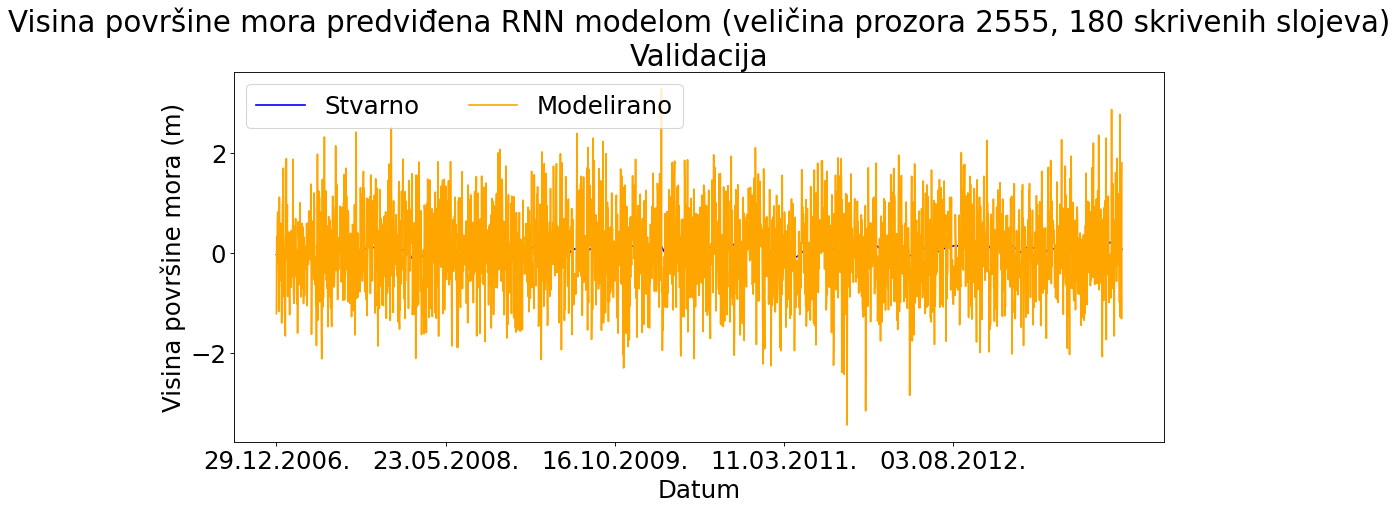 Visina površine mora predviđena RNN modelom (veličina prozora 2555, 180 skrivenih slojeva)
Validacija
Stvarno Modelirano
Visina površine mora (m)
2
0
−2
29.12.2006. 23.05.2008. 16.10.2009. 11.03.2011. 03.08.2012.
Datum